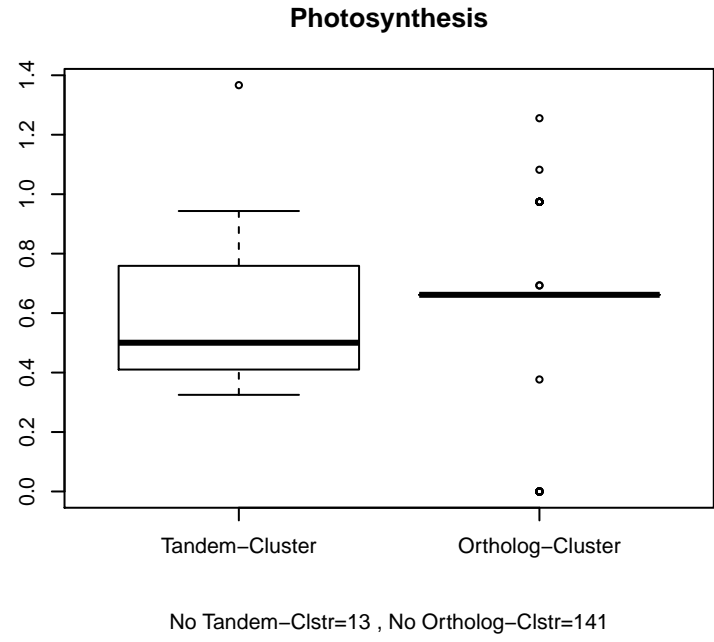 Photosynthesis
1.4
1.2
1.0
0.8
0.6
0.4
0.2
0.0
Tandem−Cluster Ortholog−Cluster
No Tandem−Clstr=13 , No Ortholog−Clstr=141